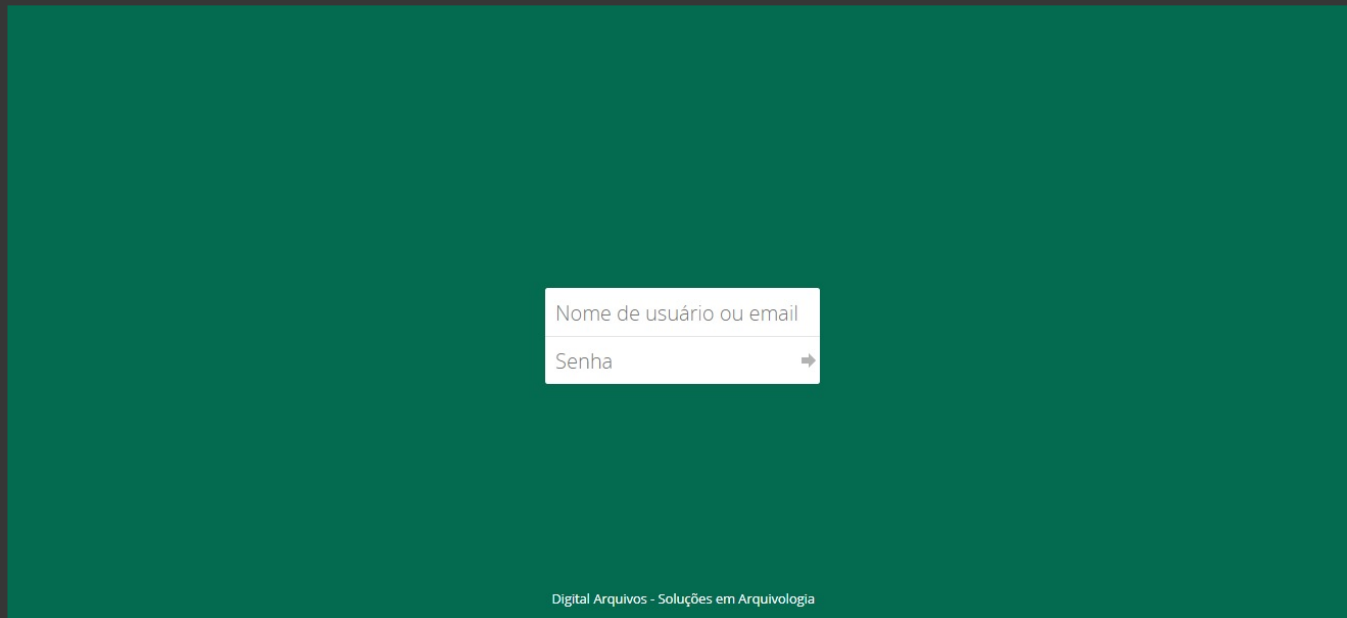 Nome de usuário ou email
Senha
Digital Arquivos - Soluções em Arquivologia